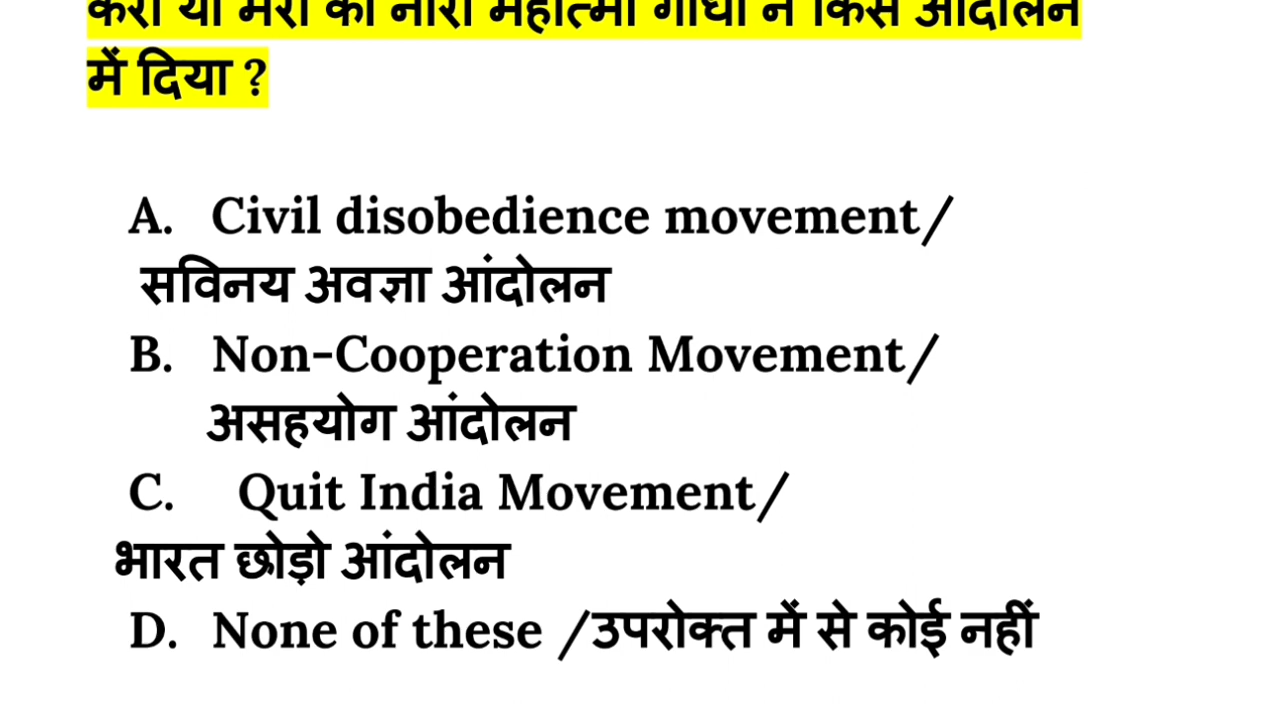 करो या मरो का नारा महात्मा गांधी ने किस आंदोलन
में दिया ?
A. Civil disobedience movement/
सविनय अवज्ञा आंदोलन
B. Non-Cooperation Movement/
असहयोग आंदोलन
C. Quit India Movement/
भारत छोड़ो आंदोलन
D. None of these /उपरोक्त में से कोई नहीं